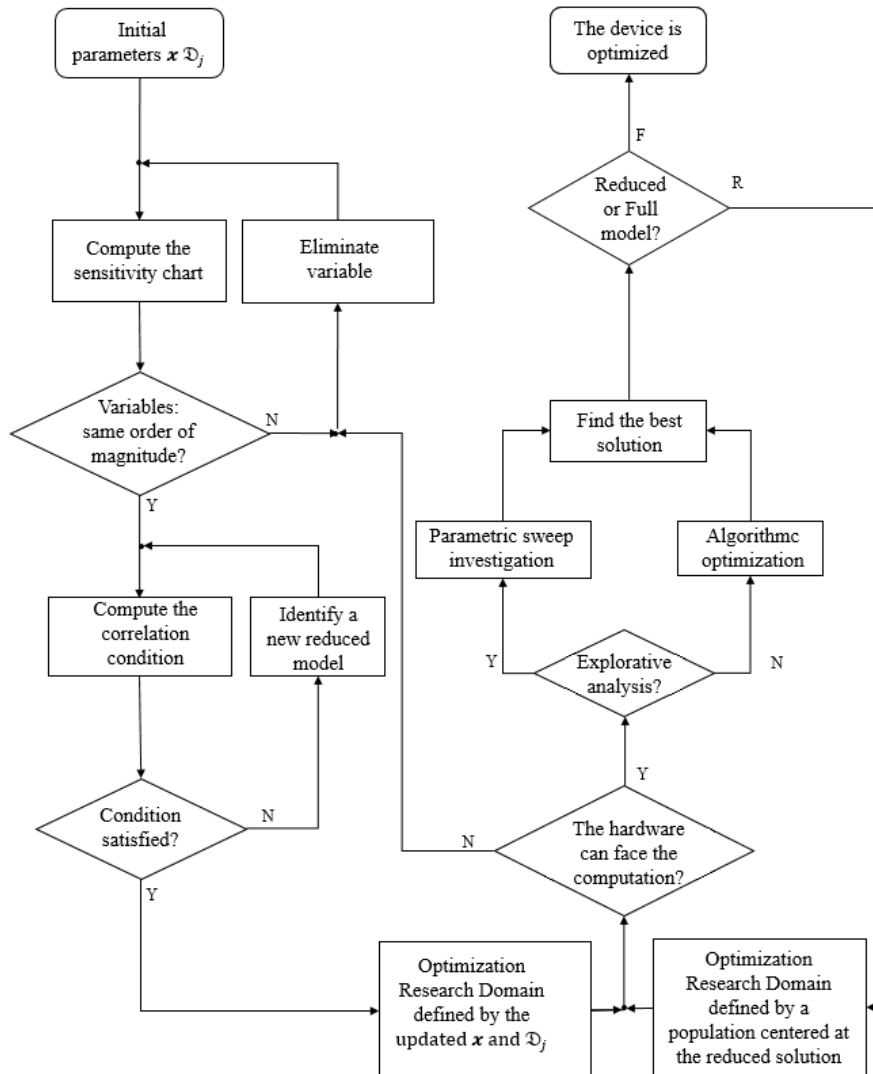 Initial
parameters 𝒙 𝔇ⱼ
Compute the
sensitivity chart
Eliminate
variable
Variables:
same order of
magnitude?
N
Y
Compute the
correlation
condition
Identify a
new reduced
model
Condition
satisfied?
N
Y
Optimization
Research Domain
defined by the
updated 𝒙 and 𝔇ⱼ
Optimization
Research Domain
defined by a
population centered at
the reduced solution
The hardware
can face the
computation?
N
Y
Explorative
analysis?
Y
N
Parametric sweep
investigation
Algorithmc
optimization
Find the best
solution
Reduced
or Full
model?
R
F
The device is
optimized